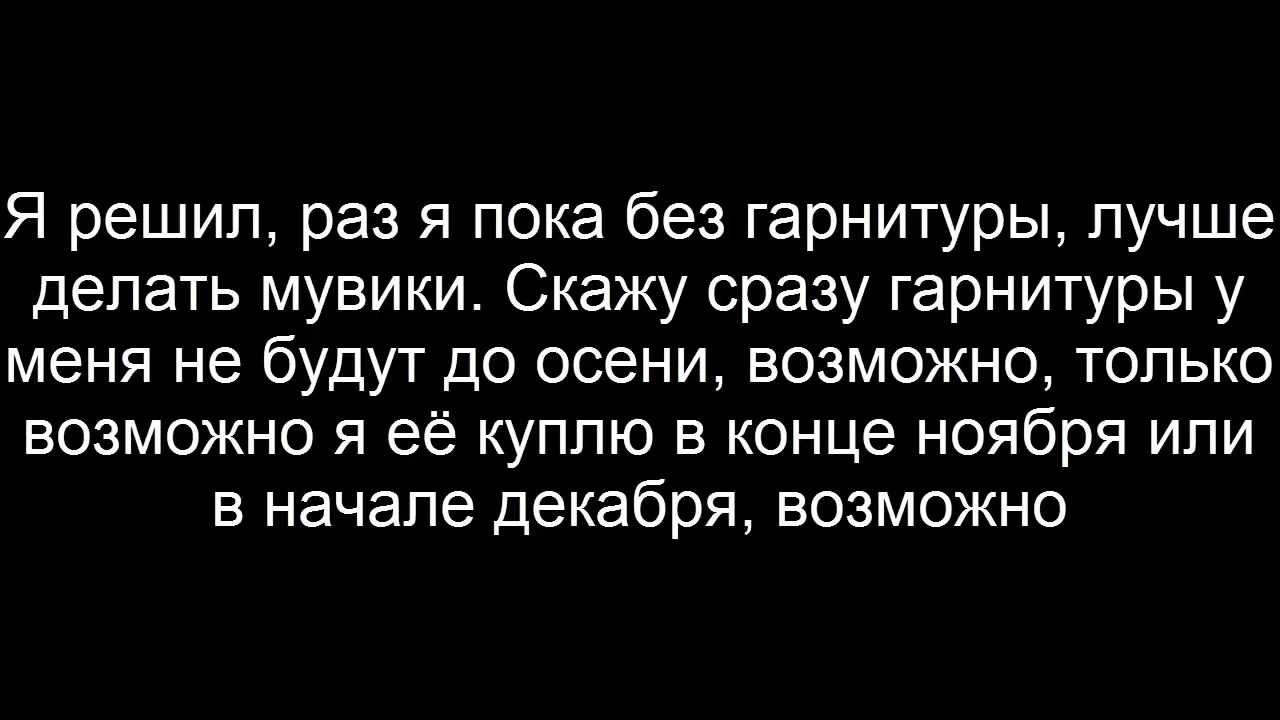 Я решил, раз я пока без гарнитуры, лучше
делать мувики. Скажу сразу гарнитуры у
меня не будут до осени, возможно, только
возможно я её куплю в конце ноября или
в начале декабря, возможно